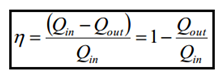 η = (Q_in − Q_out) / Q_in = 1 − Q_out / Q_in